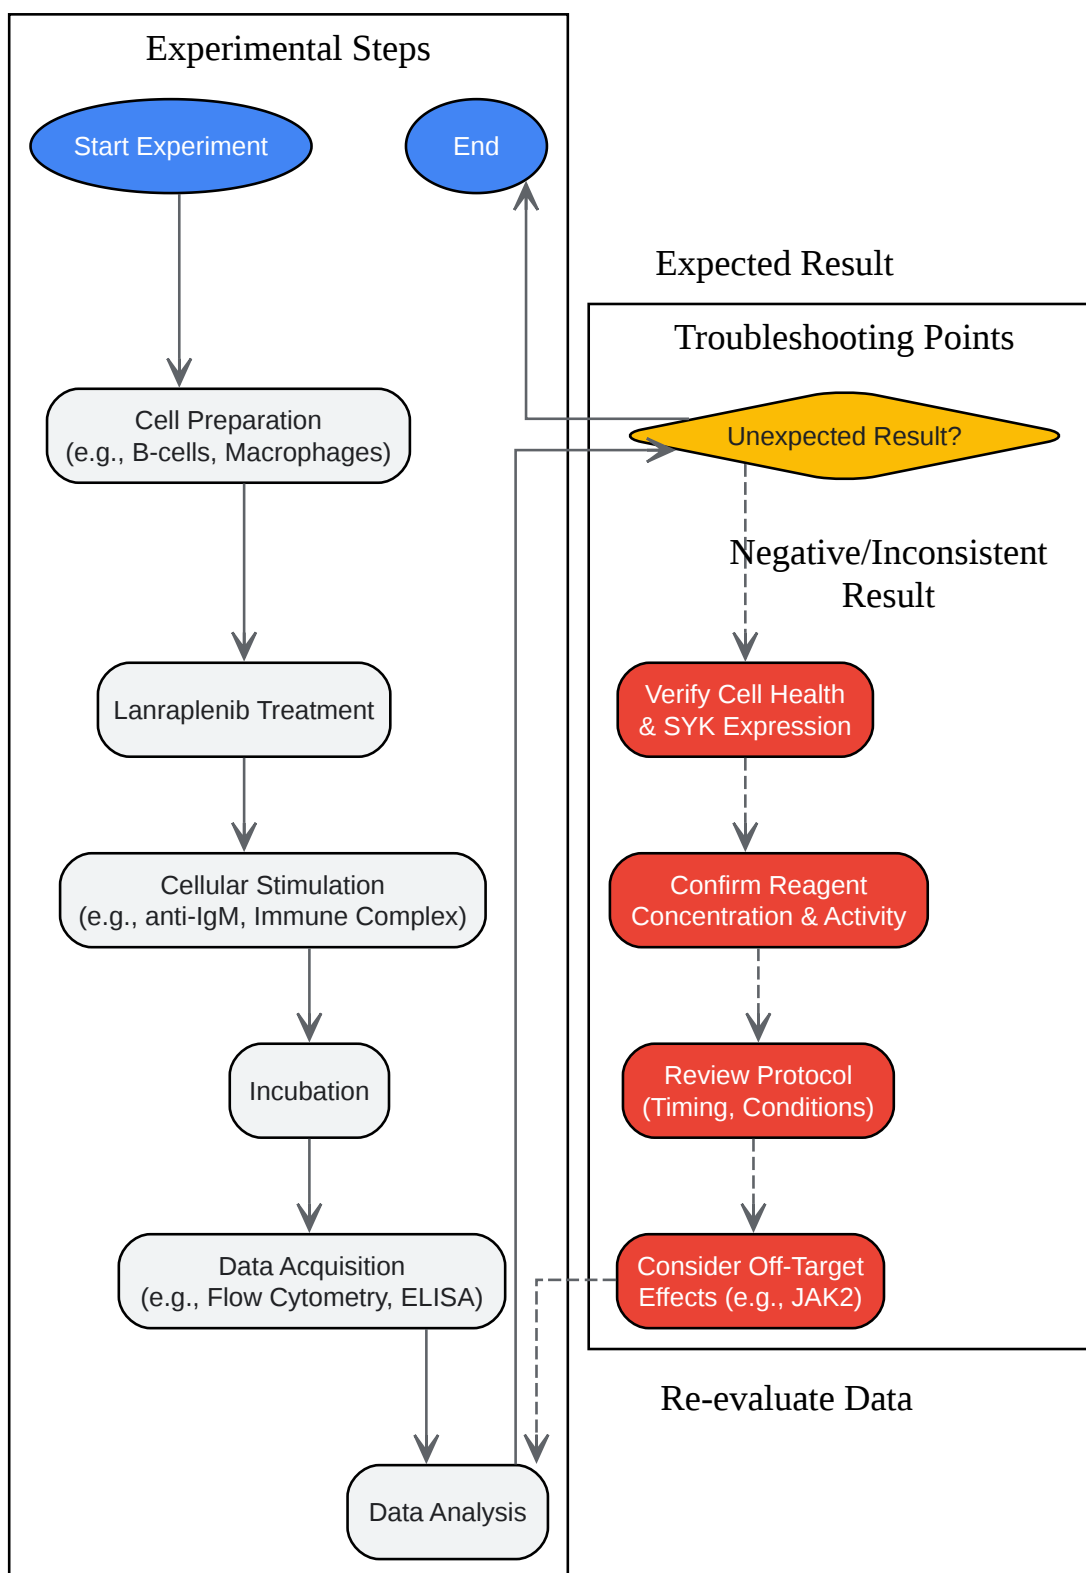 Experimental Steps
Start Experiment
End
Expected Result
Troubleshooting Points
Cell Preparation
(e.g., B-cells, Macrophages)
Unexpected Result?
Negative/Inconsistent
Result
Lanraplenib Treatment
Verify Cell Health
& SYK Expression
Cellular Stimulation
(e.g., anti-IgM, Immune Complex)
Confirm Reagent
Concentration & Activity
Incubation
Review Protocol
(Timing, Conditions)
Data Acquisition
(e.g., Flow Cytometry, ELISA)
Consider Off-Target
Effects (e.g., JAK2)
Re-evaluate Data
Data Analysis